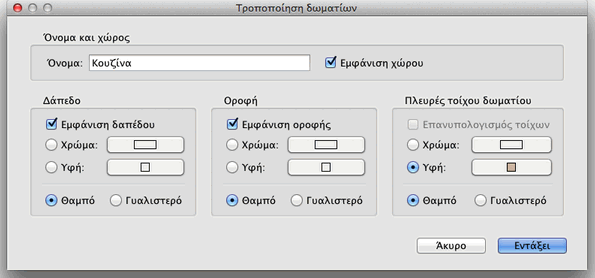 Τροποποίηση δωματίων
Όνομα και χώρος
Όνομα: Κουζίνα Εμφάνιση χώρου
Δάπεδο Οροφή Πλευρές τοίχου δωματίου
Εμφάνιση δαπέδου Εμφάνιση οροφής Επανυπολογισμός τοίχων
Χρώμα: Χρώμα: Χρώμα:
Υφή: Υφή: Υφή:
Θαμπό Γυαλιστερό Θαμπό Γυαλιστερό Θαμπό Γυαλιστερό
Άκυρο Εντάξει